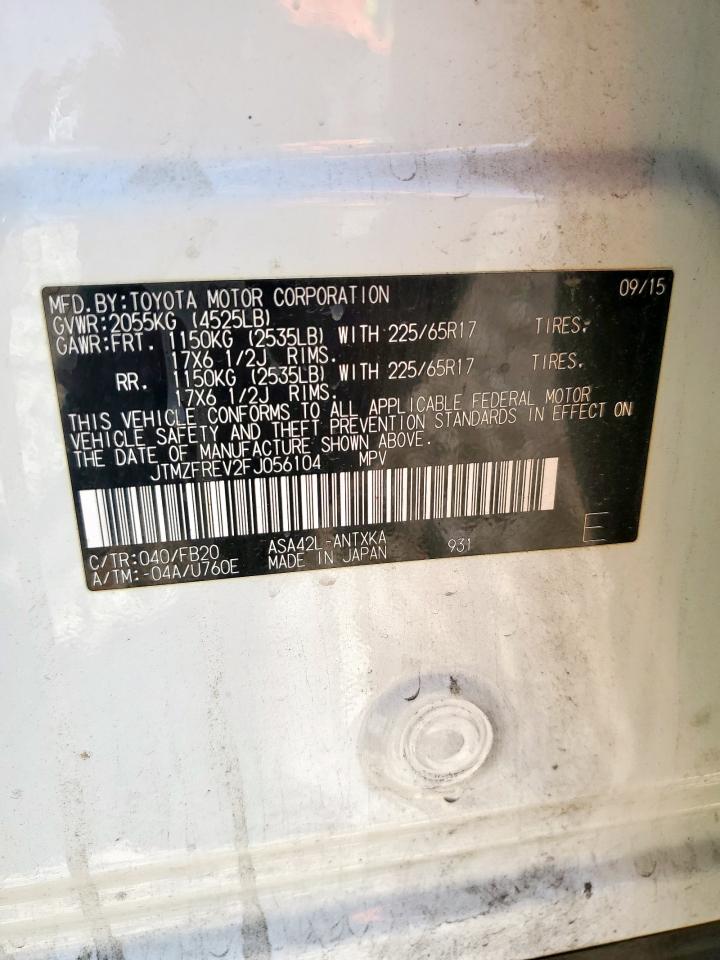 MFD.BY:TOYOTA MOTOR CORPORATION 09/15
GVWR:2055KG (4525LB)
GAWR:FRT. 1150KG (2535LB) WITH 225/65R17 TIRES.
17X6 1/2J RIMS.
RR. 1150KG (2535LB) WITH 225/65R17 TIRES.
17X6 1/2J RIMS.
THIS VEHICLE CONFORMS TO ALL APPLICABLE FEDERAL MOTOR
VEHICLE SAFETY AND THEFT PREVENTION STANDARDS IN EFFECT ON
THE DATE OF MANUFACTURE SHOWN ABOVE.
JTMZFREV2FJ056104 MPV
C/TR:040/FB20 ASA42L-ANTXKA 931 E
A/TM:-04A/U760E MADE IN JAPAN